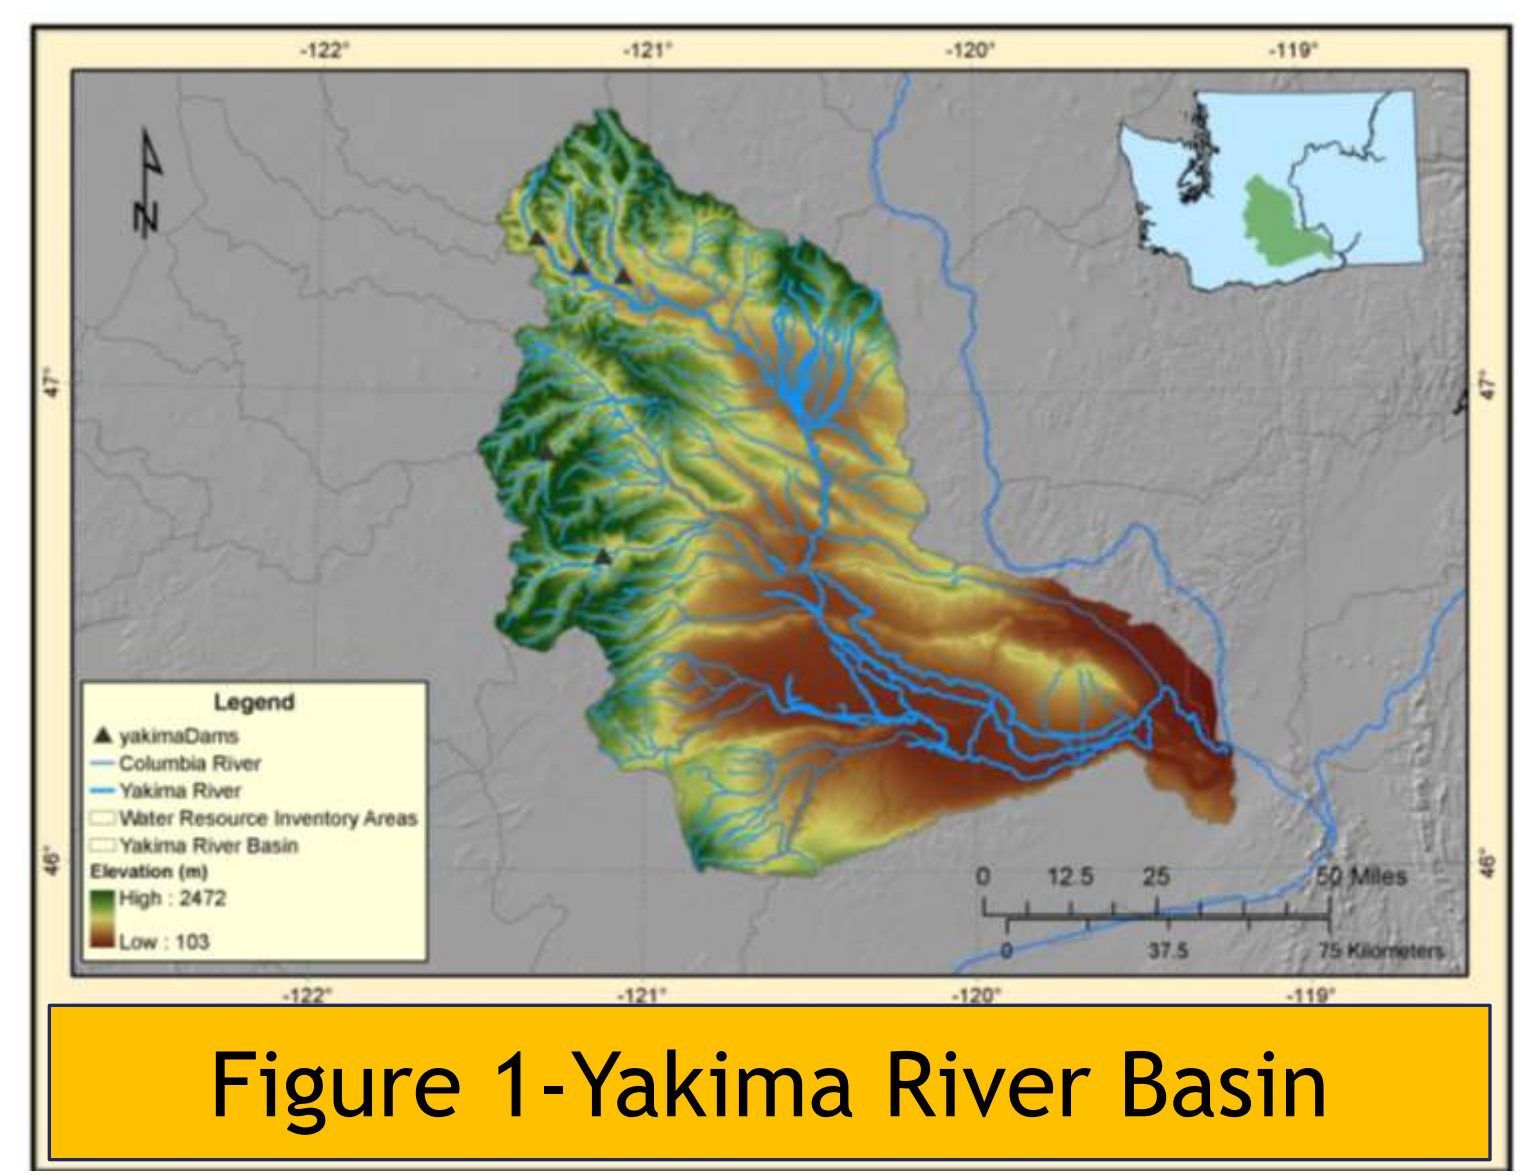 -122° -121° -120° -119°
N
47° 47°
Legend
yakimaDams
Columbia River
Yakima River
Water Resource Inventory Areas
Yakima River Basin
Elevation (m)
High : 2472
Low : 103
46° 46°
0 12.5 25 50 Miles
0 37.5 75 Kilometers
-122° -121° -120° -119°
Figure 1-Yakima River Basin